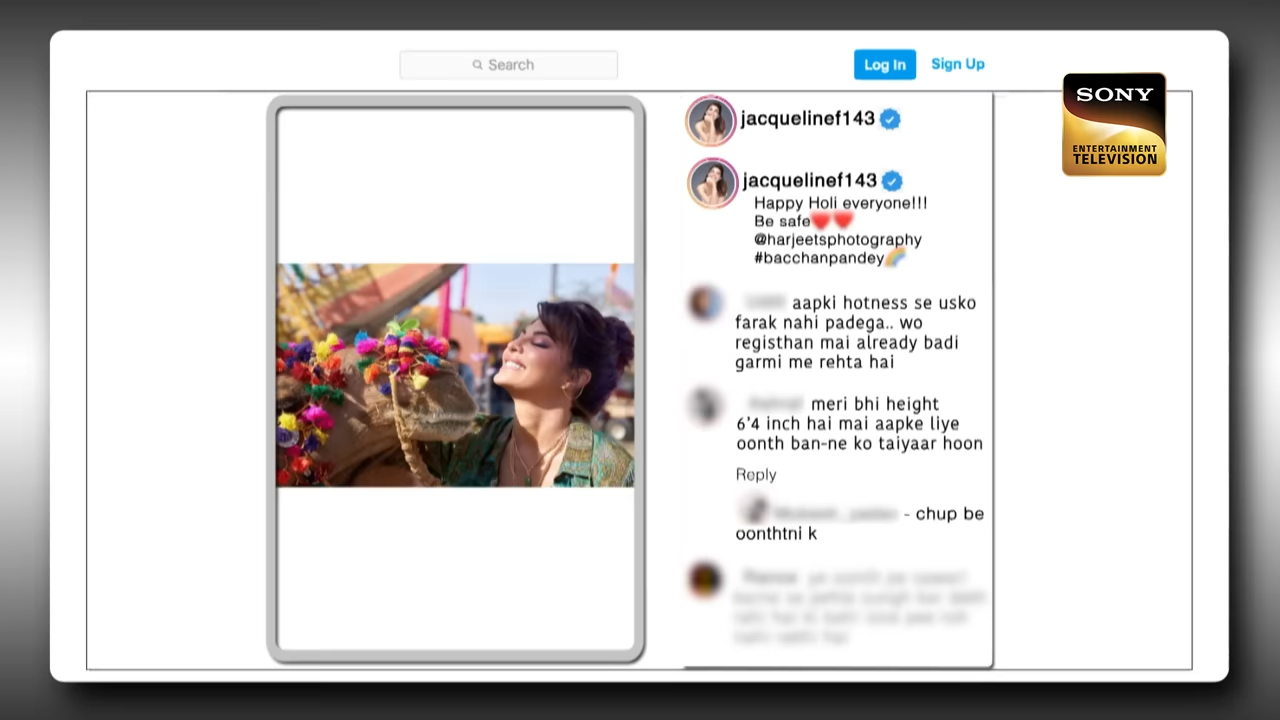 Search
Log In
Sign Up
SONY
ENTERTAINMENT
TELEVISION
jacquelinef143
jacquelinef143
Happy Holi everyone!!!
Be safe❤️❤️
@harjeetsphotography
#bacchanpandey🌈
aapki hotness se usko
farak nahi padega.. wo
registhan mai already badi
garmi me rehta hai
meri bhi height
6'4 inch hai mai aapke liye
oonth ban-ne ko taiyaar hoon
Reply
- chup be
oonthtni k